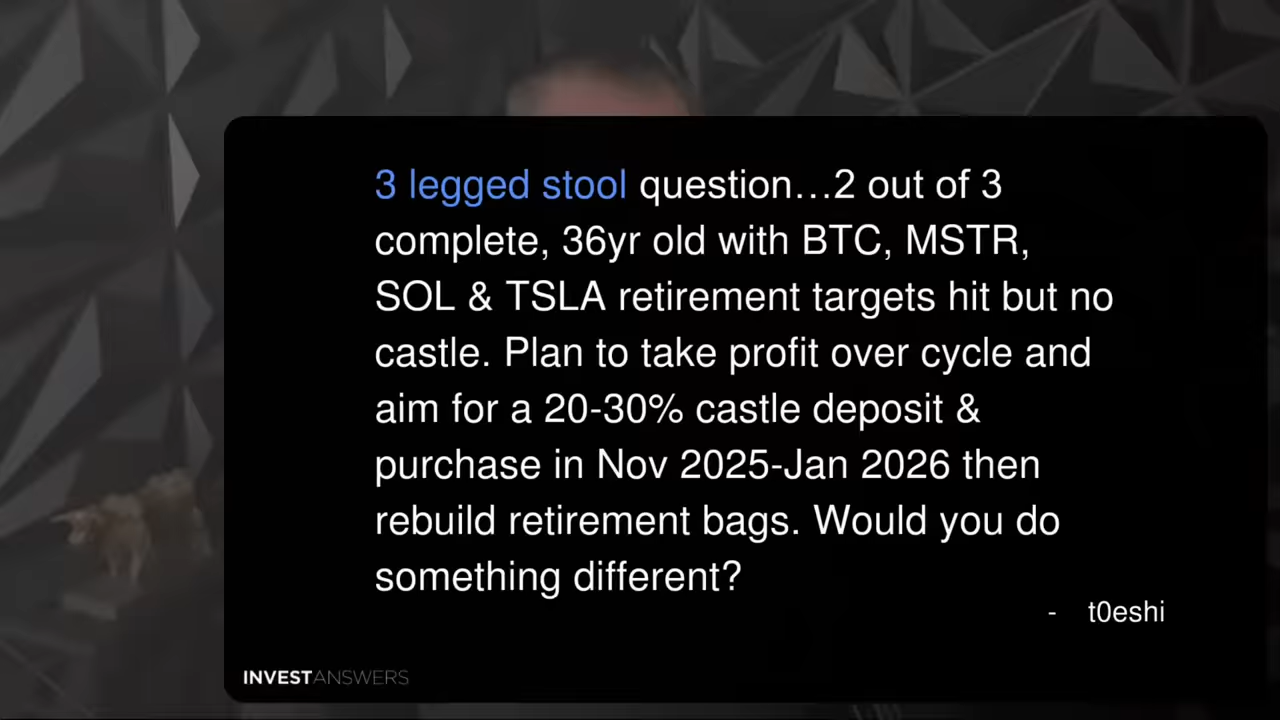 3 legged stool question…2 out of 3
complete, 36yr old with BTC, MSTR,
SOL & TSLA retirement targets hit but no
castle. Plan to take profit over cycle and
aim for a 20-30% castle deposit &
purchase in Nov 2025-Jan 2026 then
rebuild retirement bags. Would you do
something different?
- t0eshi
INVESTANSWERS